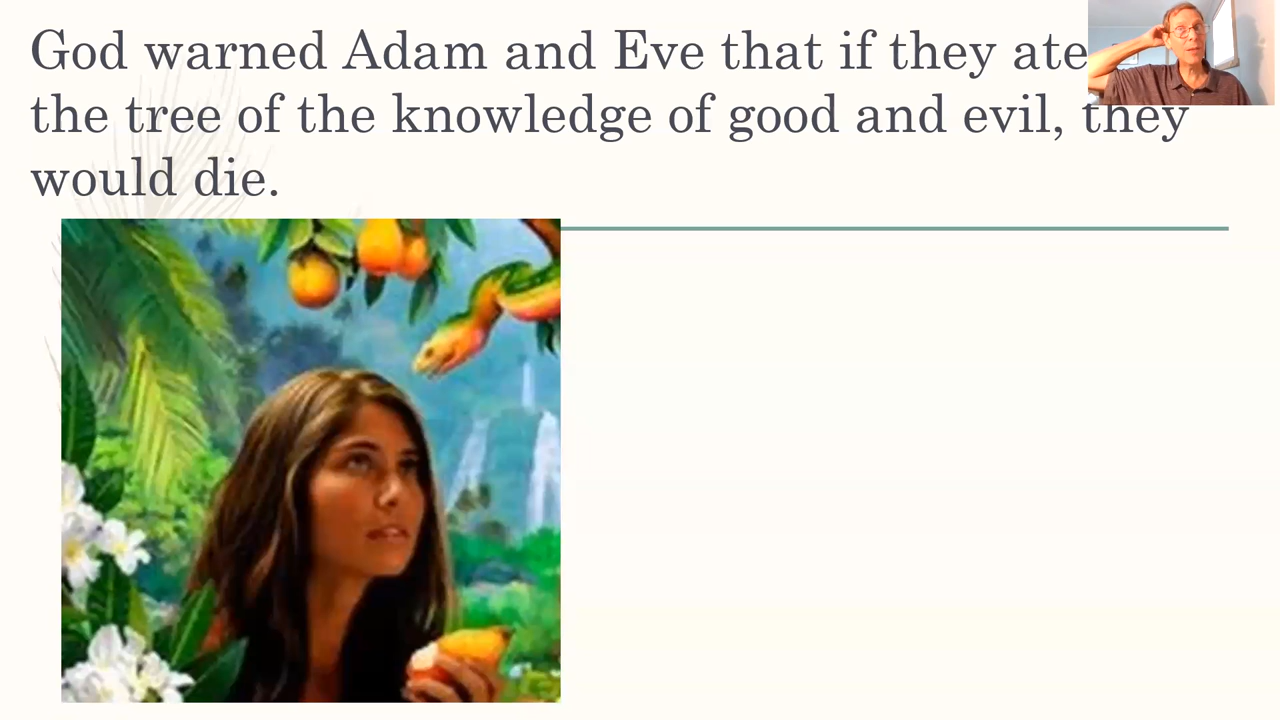 God warned Adam and Eve that if they ate
the tree of the knowledge of good and evil, they
would die.